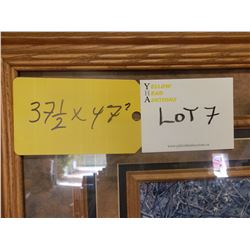 37½ x 47"
YELLOW
HEAD
AUCTIONS
LOT 7